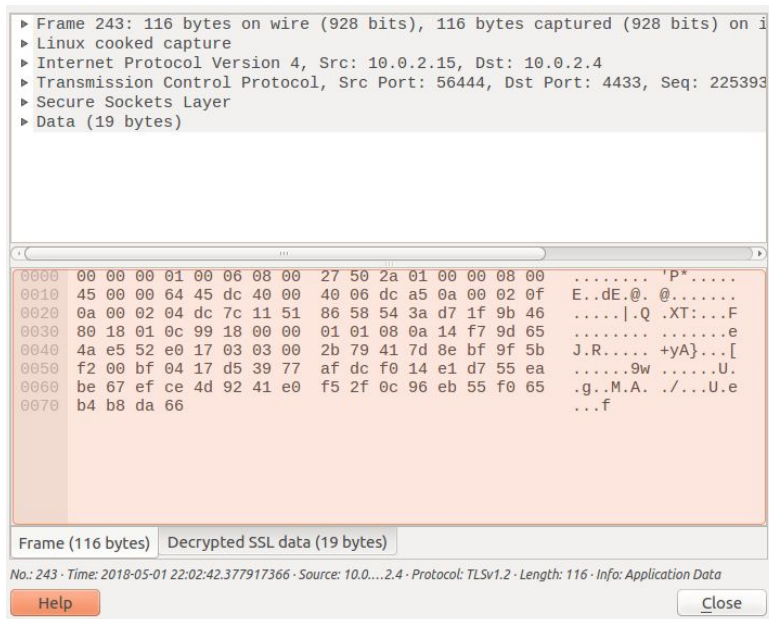 Frame 243: 116 bytes on wire (928 bits), 116 bytes captured (928 bits) on i
Linux cooked capture
Internet Protocol Version 4, Src: 10.0.2.15, Dst: 10.0.2.4
Transmission Control Protocol, Src Port: 56444, Dst Port: 4433, Seq: 225393
Secure Sockets Layer
Data (19 bytes)
0000 00 00 00 01 00 06 08 00 27 50 2a 01 00 00 08 00 ........ 'P*.....
0010 45 00 00 64 45 dc 40 00 40 06 dc a5 0a 00 02 0f E..dE.@. @.......
0020 0a 00 02 04 dc 7c 11 51 86 58 54 3a d7 1f 9b 46 .....|.Q .XT:...F
0030 80 18 01 0c 99 18 00 00 01 01 08 0a 14 f7 9d 65 ........ .......e
0040 4a e5 52 e0 17 03 03 00 2b 79 41 7d 8e bf 9f 5b J.R..... +yA}...[
0050 f2 00 bf 04 17 d5 39 77 af dc f0 14 e1 d7 55 ea ......9w ......U.
0060 be 67 ef ce 4d 92 41 e0 f5 2f 0c 96 eb 55 f0 65 .g..M.A. ./...U.e
0070 b4 b8 da 66 ...f
Frame (116 bytes) Decrypted SSL data (19 bytes)
No.: 243 · Time: 2018-05-01 22:02:42.377917366 · Source: 10.0....2.4 · Protocol: TLSv1.2 · Length: 116 · Info: Application Data
Help Close